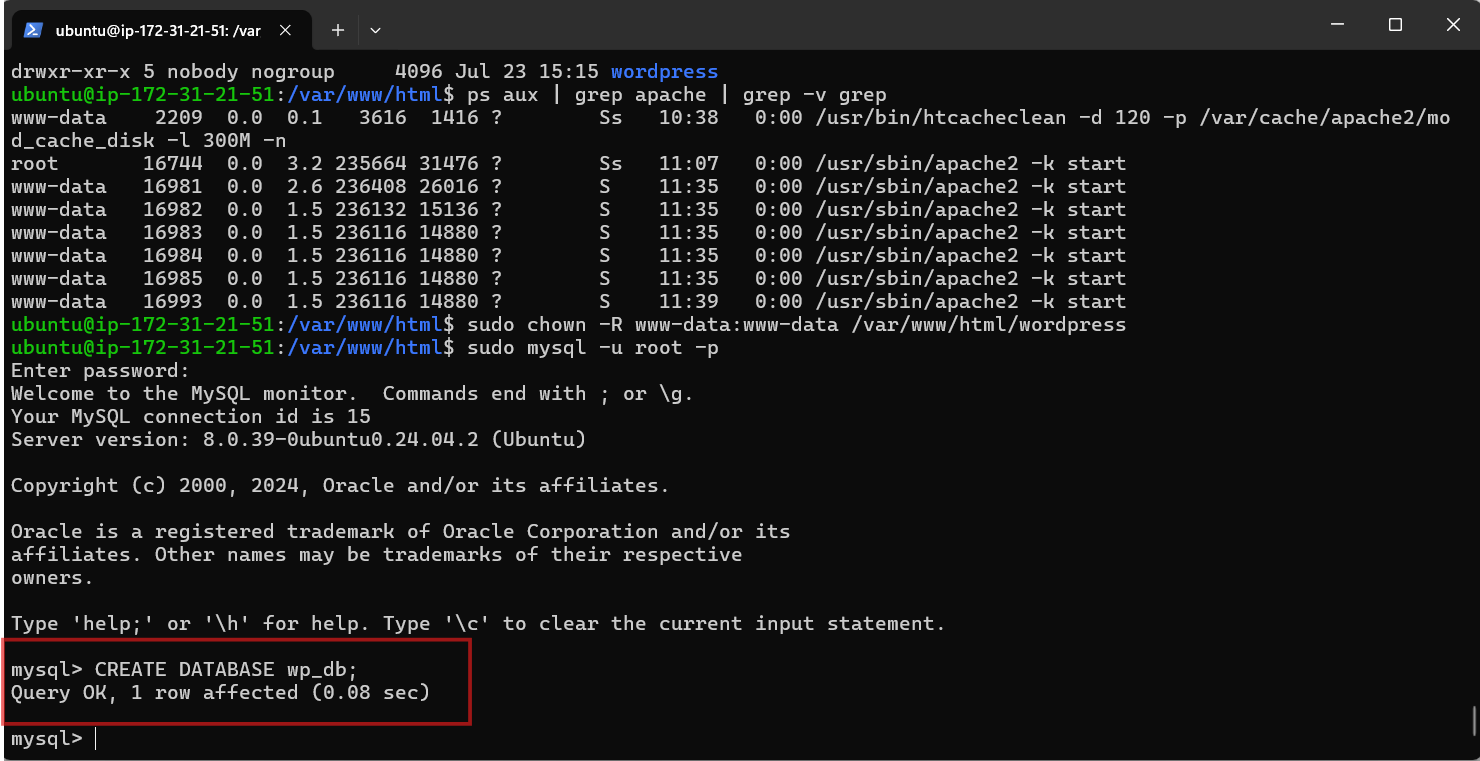 ubuntu@ip-172-31-21-51: /var
drwxr-xr-x 5 nobody nogroup     4096 Jul 23 15:15 wordpress
ubuntu@ip-172-31-21-51:/var/www/html$ ps aux | grep apache | grep -v grep
www-data    2209  0.0  0.1   3616  1416 ?        Ss   10:38   0:00 /usr/bin/htcacheclean -d 120 -p /var/cache/apache2/mo
d_cache_disk -l 300M -n
root       16744  0.0  3.2 235664 31476 ?        Ss   11:07   0:00 /usr/sbin/apache2 -k start
www-data   16981  0.0  2.6 236408 26016 ?        S    11:35   0:00 /usr/sbin/apache2 -k start
www-data   16982  0.0  1.5 236132 15136 ?        S    11:35   0:00 /usr/sbin/apache2 -k start
www-data   16983  0.0  1.5 236116 14880 ?        S    11:35   0:00 /usr/sbin/apache2 -k start
www-data   16984  0.0  1.5 236116 14880 ?        S    11:35   0:00 /usr/sbin/apache2 -k start
www-data   16985  0.0  1.5 236116 14880 ?        S    11:35   0:00 /usr/sbin/apache2 -k start
www-data   16993  0.0  1.5 236116 14880 ?        S    11:39   0:00 /usr/sbin/apache2 -k start
ubuntu@ip-172-31-21-51:/var/www/html$ sudo chown -R www-data:www-data /var/www/html/wordpress
ubuntu@ip-172-31-21-51:/var/www/html$ sudo mysql -u root -p
Enter password:
Welcome to the MySQL monitor.  Commands end with ; or \g.
Your MySQL connection id is 15
Server version: 8.0.39-0ubuntu0.24.04.2 (Ubuntu)
Copyright (c) 2000, 2024, Oracle and/or its affiliates.
Oracle is a registered trademark of Oracle Corporation and/or its
affiliates. Other names may be trademarks of their respective
owners.
Type 'help;' or '\h' for help. Type '\c' to clear the current input statement.
mysql> CREATE DATABASE wp_db;
Query OK, 1 row affected (0.08 sec)
mysql>